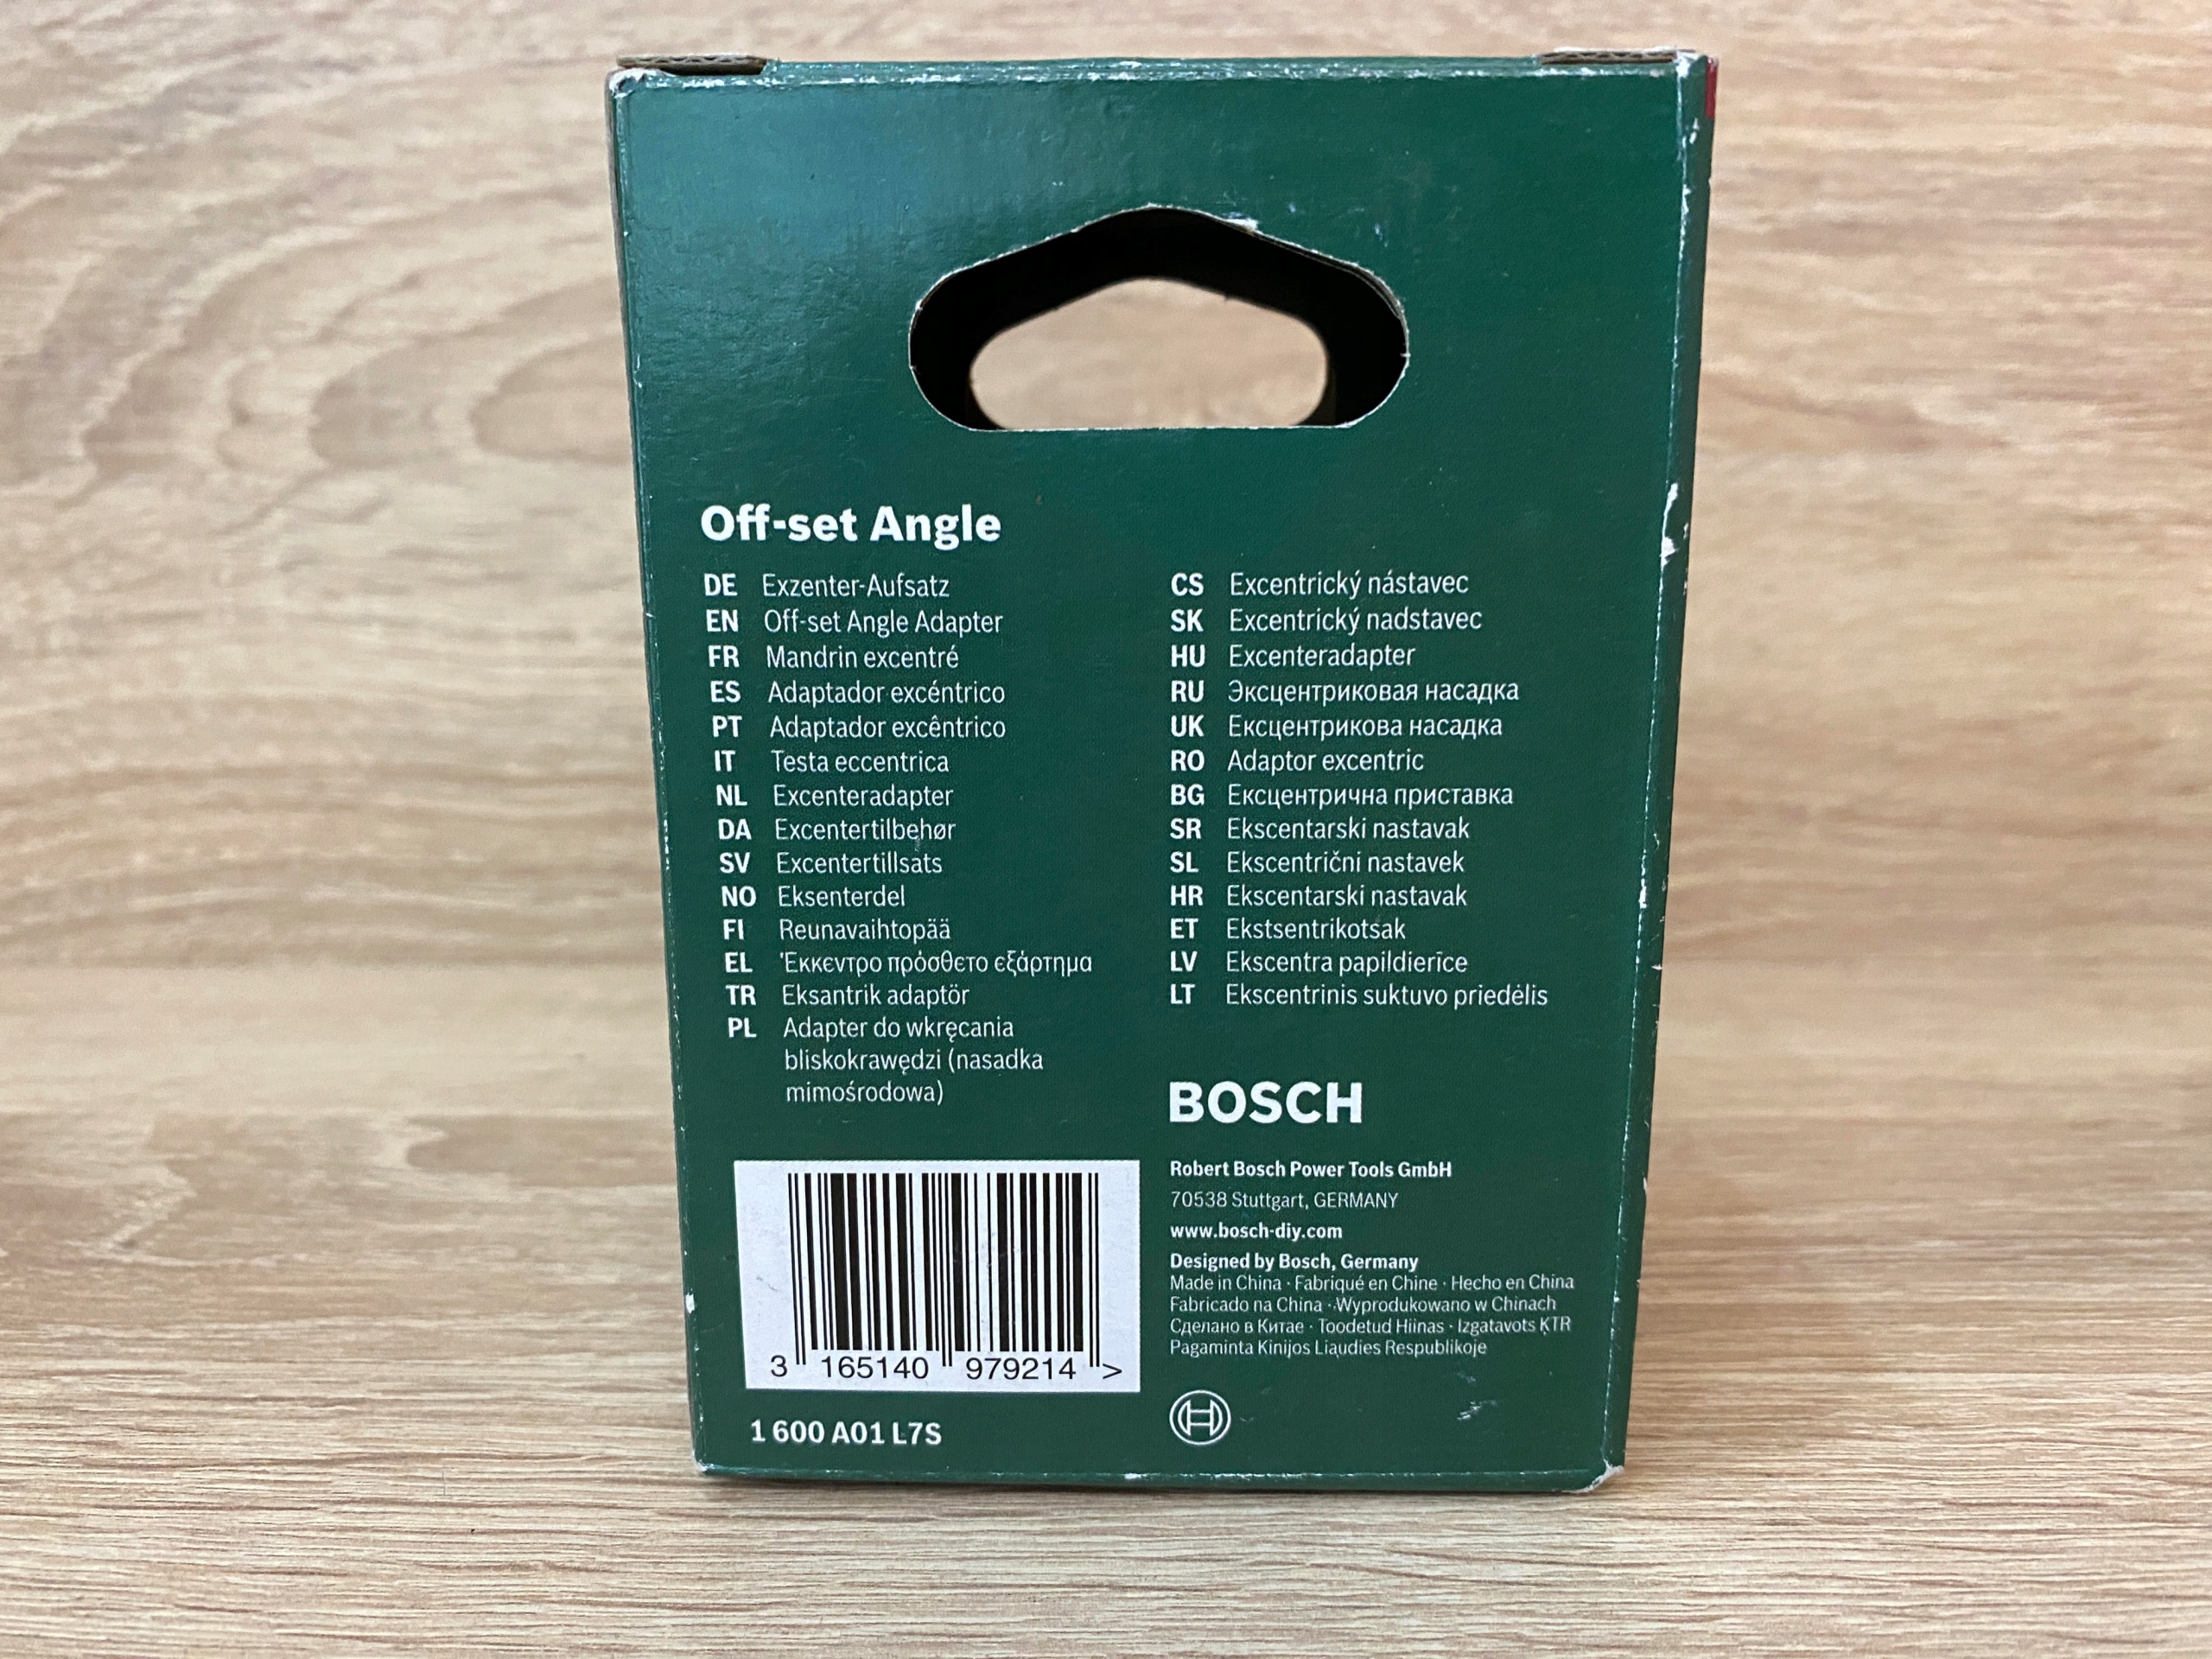 Off-set Angle
DE Exzenter-Aufsatz
EN Off-set Angle Adapter
FR Mandrin excentré
ES Adaptador excéntrico
PT Adaptador excêntrico
IT Testa eccentrica
NL Excenteradapter
DA Excentertilbehør
SV Excentertillsats
NO Eksenterdel
FI Reunavaihtopää
EL Έκκεντρο πρόσθετο εξάρτημα
TR Eksantrik adaptör
PL Adapter do wkręcania
bliskokrawędzi (nasadka
mimośrodowa)
CS Excentrický nástavec
SK Excentrický nadstavec
HU Excenteradapter
RU Эксцентриковая насадка
UK Ексцентрикова насадка
RO Adaptor excentric
BG Ексцентрична приставка
SR Ekscentarski nastavak
SL Ekscentrični nastavek
HR Ekscentarski nastavak
ET Ekstsentrikotsak
LV Ekscentra papildierīce
LT Ekscentrinis suktuvo priedėlis
3 165140 979214 >
1 600 A01 L7S
BOSCH
Robert Bosch Power Tools GmbH
70538 Stuttgart, GERMANY
www.bosch-diy.com
Designed by Bosch, Germany
Made in China · Fabriqué en Chine · Hecho en China
Fabricado na China · Wyprodukowano w Chinach
Сделано в Китае · Toodetud Hiinas · Izgatavots ĶTR
Pagaminta Kinijos Liaudies Respublikoje